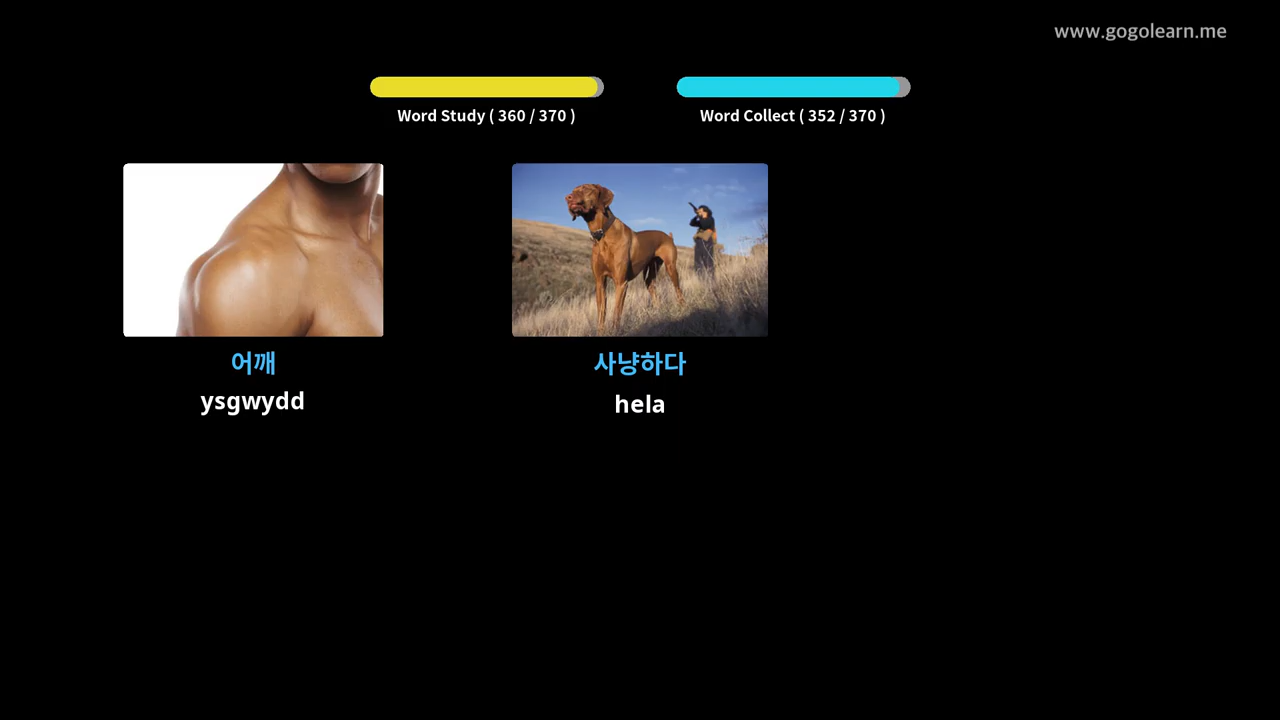 www.gogolearn.me
Word Study ( 360 / 370 )
Word Collect ( 352 / 370 )
어깨
ysgwydd
사냥하다
hela